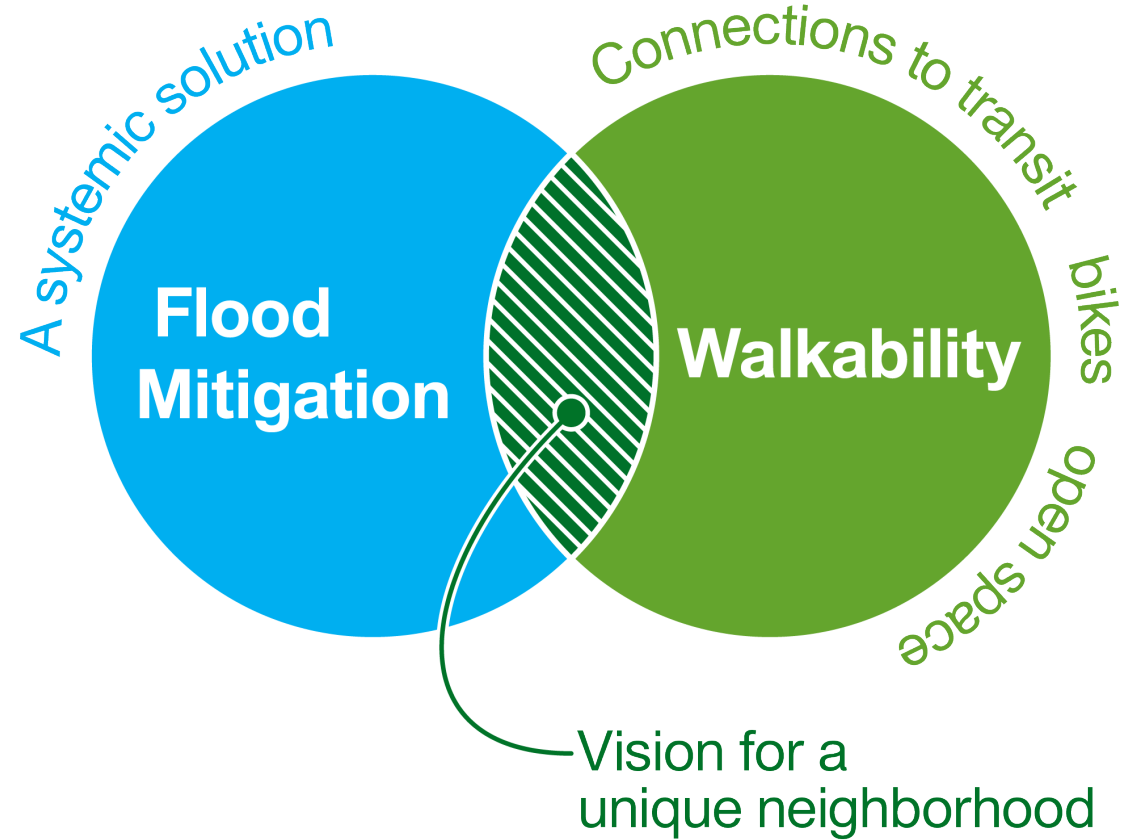 A systemic solution
Connections to transit
bikes
open space
Flood
Mitigation
Walkability
Vision for a
unique neighborhood